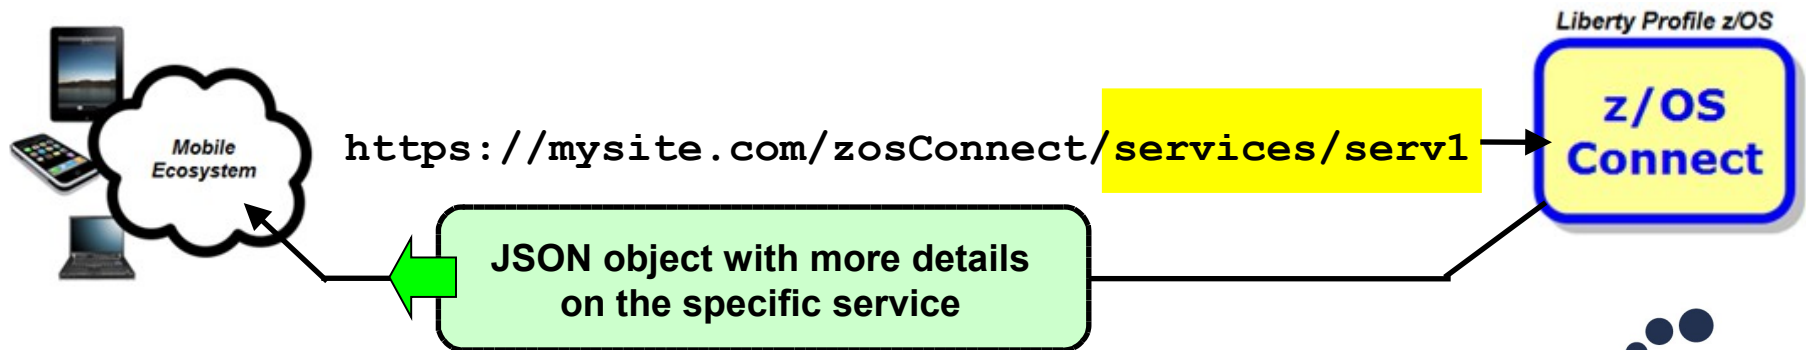 Liberty Profile z/OS
Mobile
Ecosystem
https://mysite.com/zosConnect/services/serv1
z/OS
Connect
JSON object with more details
on the specific service